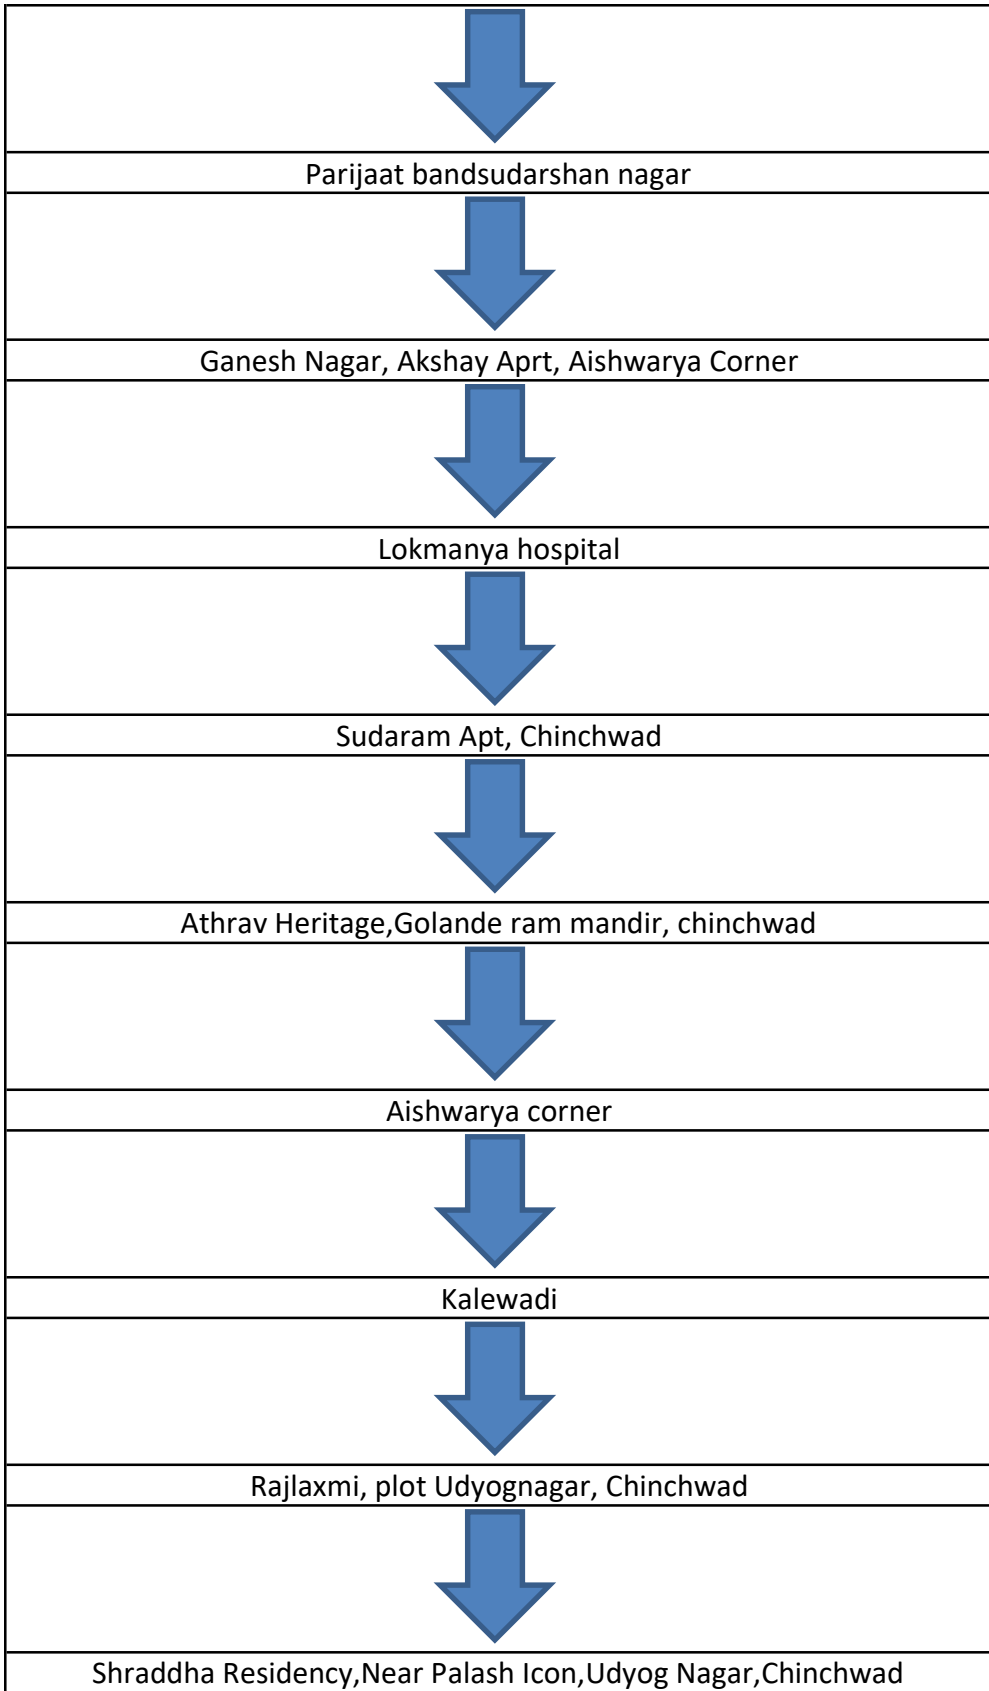 Parijaat bandsudarshan nagar
Ganesh Nagar, Akshay Aprt, Aishwarya Corner
Lokmanya hospital
Sudaram Apt, Chinchwad
Athrav Heritage,Golande ram mandir, chinchwad
Aishwarya corner
Kalewadi
Rajlaxmi, plot Udyognagar, Chinchwad
Shraddha Residency,Near Palash Icon,Udyog Nagar,Chinchwad